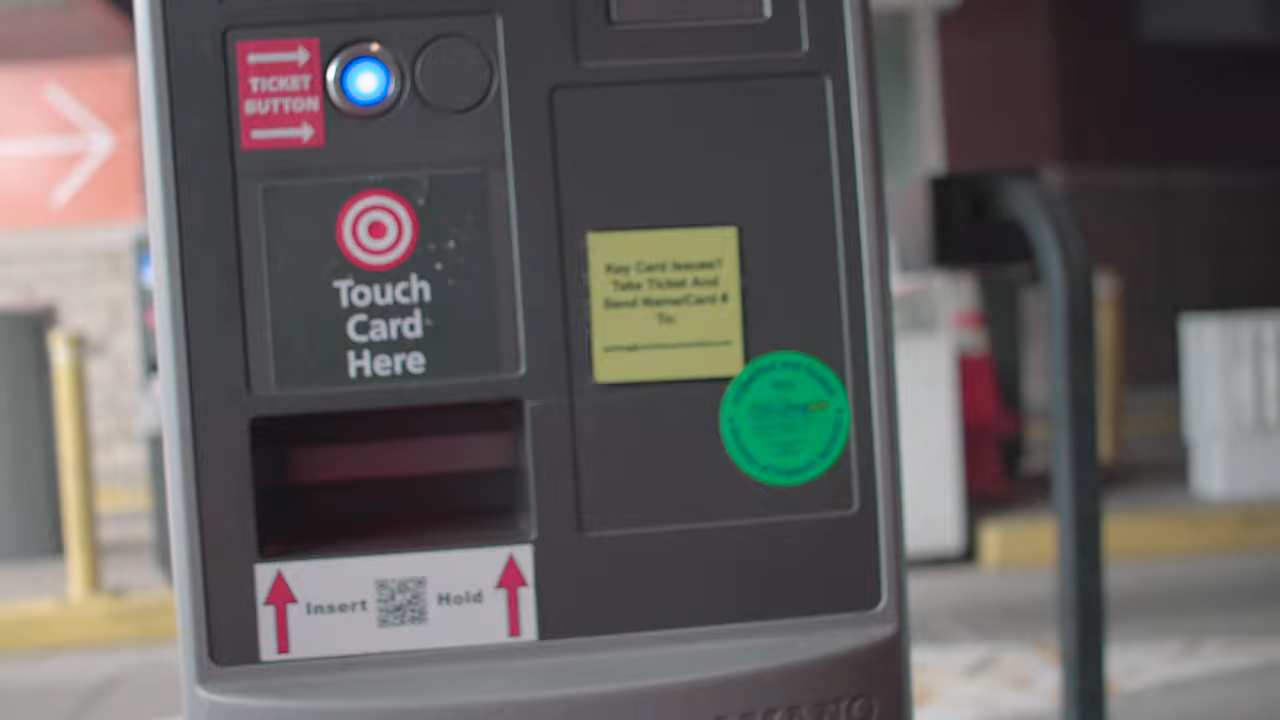 TICKET
BUTTON
Touch
Card
Here
Key Card Issues?
Take Ticket And
Send Name/Card #
To:
Insert
Hold